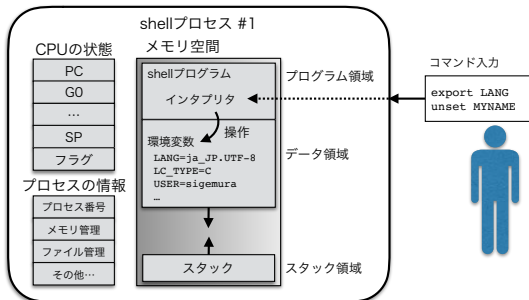 shellプロセス #1
CPUの状態
PC
G0
…
SP
フラグ
プロセスの情報
プロセス番号
メモリ管理
ファイル管理
その他…
メモリ空間
shellプログラム
インタプリタ
操作
環境変数
LANG=ja_JP.UTF-8
LC_TYPE=C
USER=sigemura
…
スタック
プログラム領域
データ領域
スタック領域
コマンド入力
export LANG
unset MYNAME